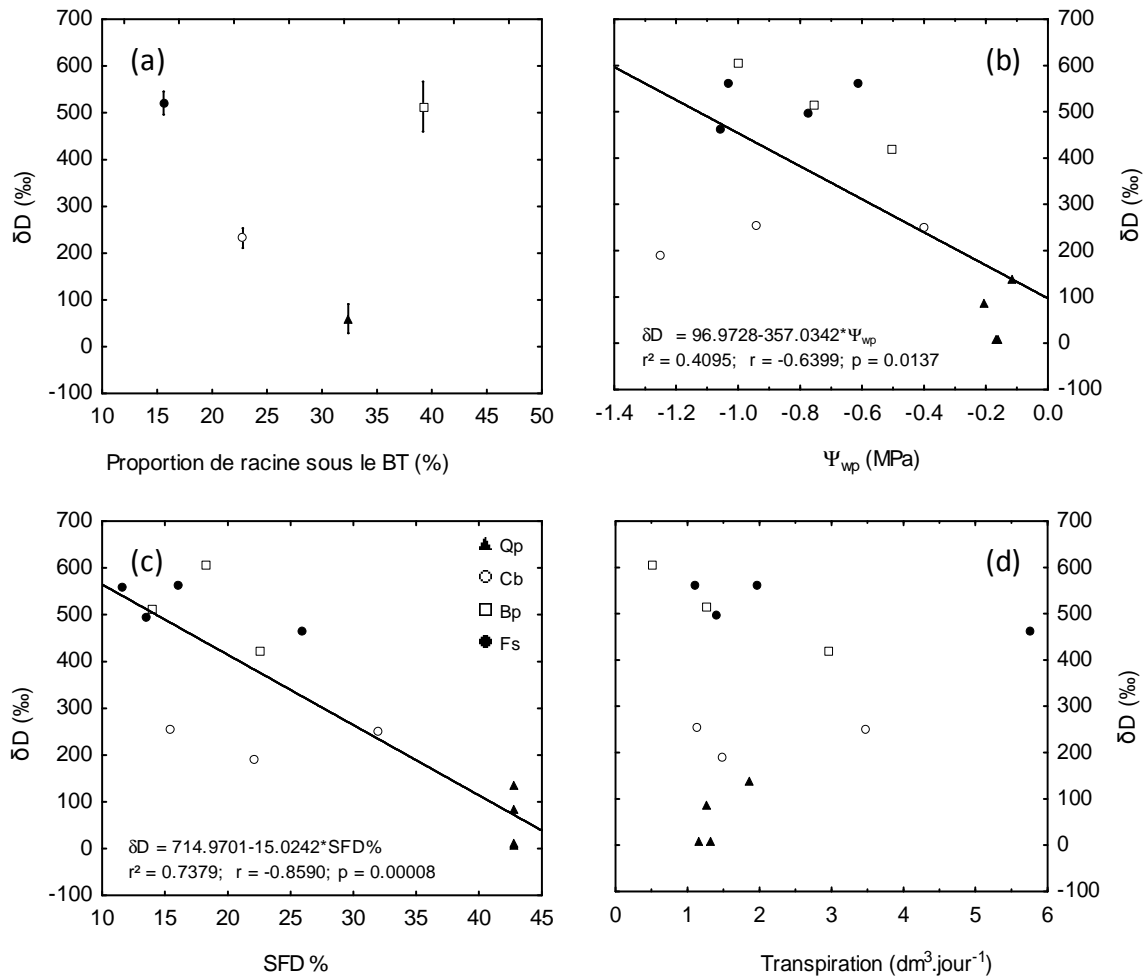 700
600
500
400
300
200
100
0
-100
(a)
δD (‰)
10 15 20 25 30 35 40 45 50
Proportion de racine sous le BT (%)
(b)
700
600
500
400
300
200
100
0
-100
δD (‰)
δD = 96.9728-357.0342*Ψwp
r² = 0.4095; r = -0.6399; p = 0.0137
-1.4 -1.2 -1.0 -0.8 -0.6 -0.4 -0.2 0.0
Ψwp (MPa)
700
600
500
400
300
200
100
0
-100
(c)
δD (‰)
Qp
Cb
Bp
Fs
δD = 714.9701-15.0242*SFD%
r² = 0.7379; r = -0.8590; p = 0.00008
10 15 20 25 30 35 40 45
SFD %
(d)
700
600
500
400
300
200
100
0
-100
δD (‰)
0 1 2 3 4 5 6
Transpiration (dm³.jour⁻¹)